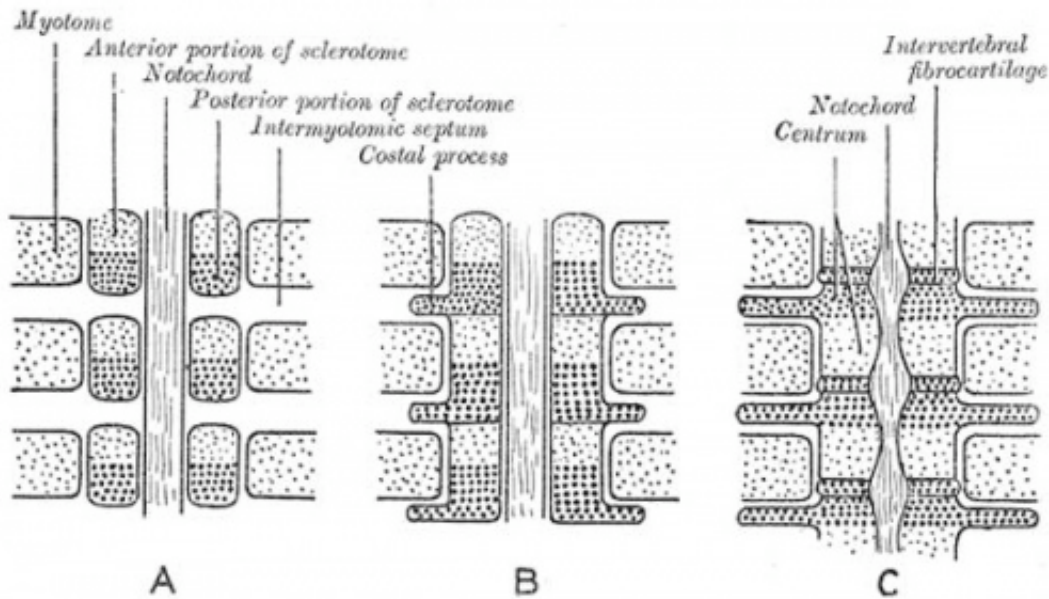 Myotome
Anterior portion of sclerotome
Notochord
Posterior portion of sclerotome
Intermyotomic septum
Costal process
Intervertebral
fibrocartilage
Notochord
Centrum
A
B
C